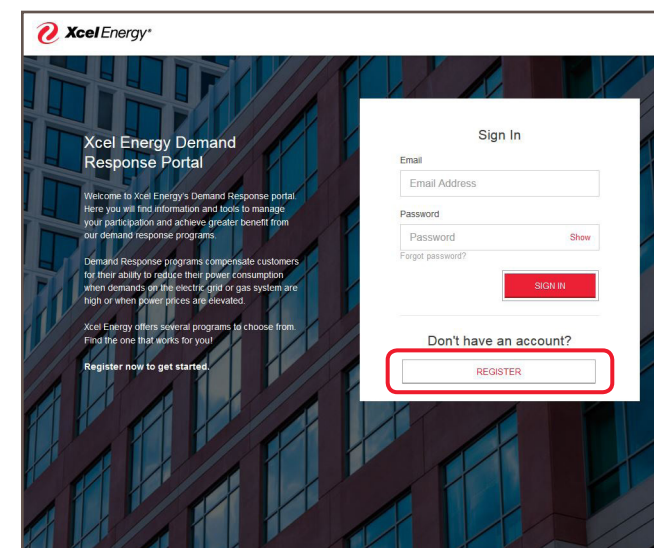 Xcel Energy®
Xcel Energy Demand
Response Portal
Welcome to Xcel Energy's Demand Response portal.
Here you will find information and tools to manage
your participation and achieve greater benefit from
our demand response programs.
Demand Response programs compensate customers
for their ability to reduce their power consumption
when demands on the electric grid or gas system are
high or when power prices are elevated.
Xcel Energy offers several programs to choose from.
Find the one that works for you!
Register now to get started.
Sign In
Email
Email Address
Password
Password Show
Forgot password?
SIGN IN
Don't have an account?
REGISTER